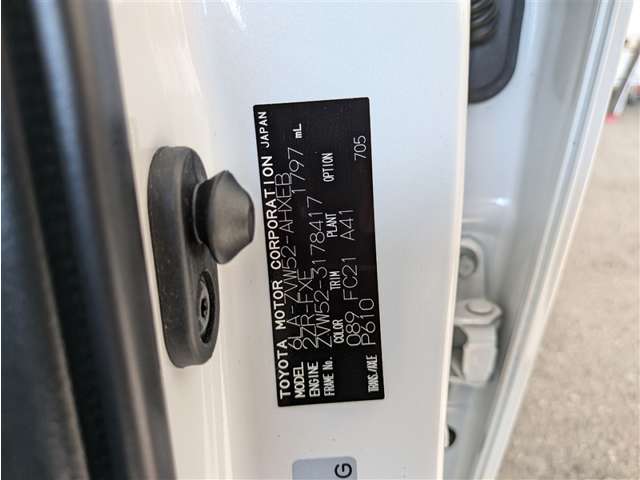 TOYOTA MOTOR CORPORATION JAPAN
MODEL 6LA-ZVW52-AHXEB
ENGINE 2ZR-FXE 1797 mL
FRAME No. ZVW52-3178417
COLOR TRIM PLANT OPTION
089 FC21 A41 705
TRANS./AXLE P610
G